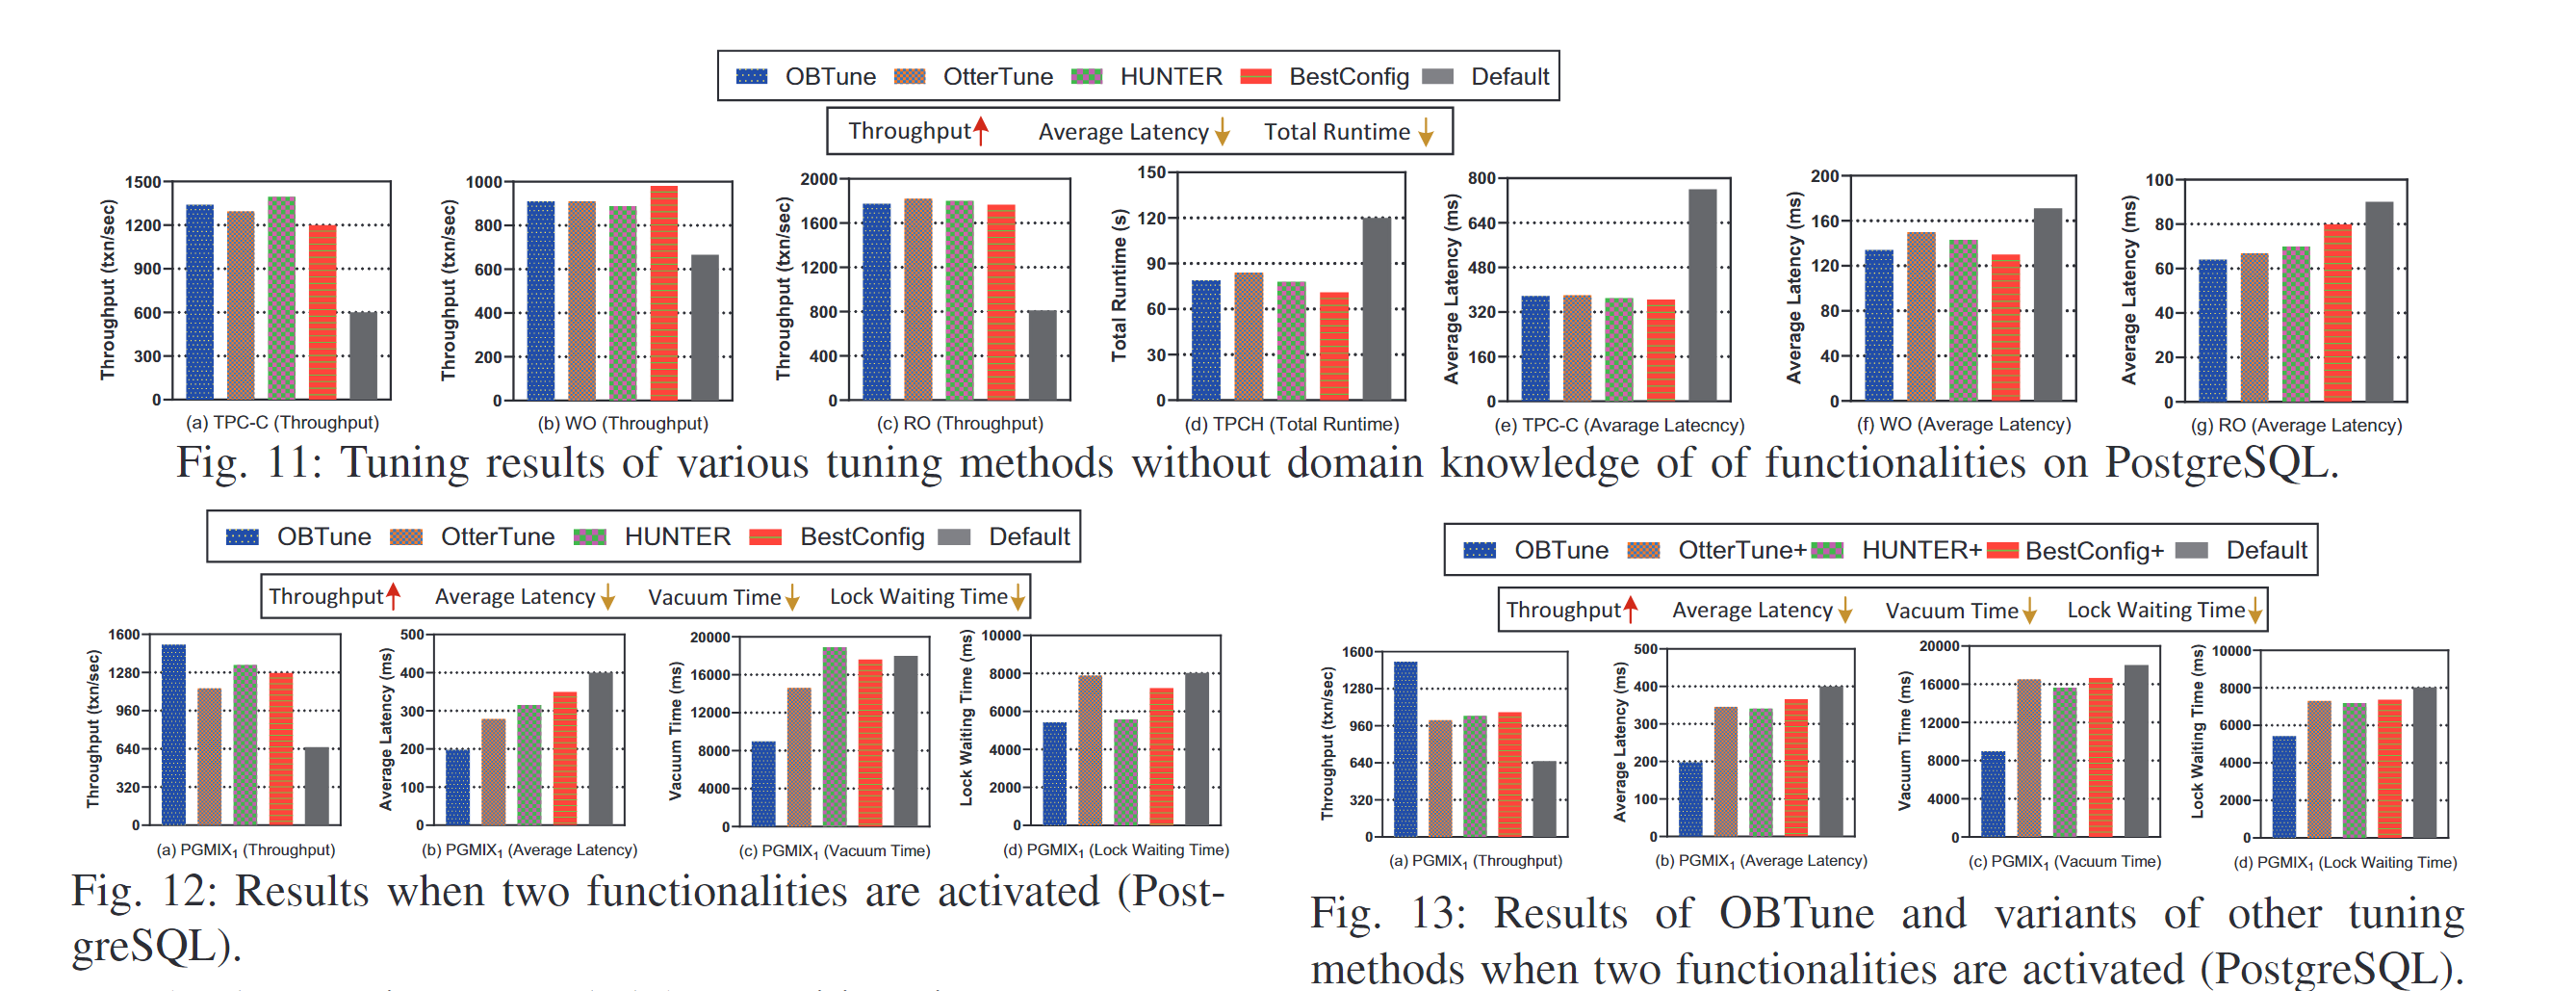 OBTune OtterTune HUNTER BestConfig Default
Throughput Average Latency Total Runtime
Throughput (txn/sec)
1500
1200
900
600
300
0
(a) TPC-C (Throughput)
Throughput (txn/sec)
1000
800
600
400
200
0
(b) WO (Throughput)
Throughput (txn/sec)
2000
1600
1200
800
400
0
(c) RO (Throughput)
Total Runtime (s)
150
120
90
60
30
0
(d) TPCH (Total Runtime)
Average Latency (ms)
800
640
480
320
160
0
(e) TPC-C (Avarage Latecncy)
Average Latency (ms)
200
160
120
80
40
0
(f) WO (Average Latency)
Average Latency (ms)
100
80
60
40
20
0
(g) RO (Average Latency)
Fig. 11: Tuning results of various tuning methods without domain knowledge of of functionalities on PostgreSQL.
OBTune OtterTune HUNTER BestConfig Default
Throughput Average Latency Vacuum Time Lock Waiting Time
Throughput (txn/sec)
1600
1280
960
640
320
0
(a) PGMIX₁ (Throughput)
Average Latency (ms)
500
400
300
200
100
0
(b) PGMIX₁ (Average Latency)
Vacuum Time (ms)
20000
16000
12000
8000
4000
0
(c) PGMIX₁ (Vacuum Time)
Lock Waiting Time (ms)
10000
8000
6000
4000
2000
0
(d) PGMIX₁ (Lock Waiting Time)
Fig. 12: Results when two functionalities are activated (Post-
greSQL).
OBTune OtterTune+ HUNTER+ BestConfig+ Default
Throughput Average Latency Vacuum Time Lock Waiting Time
Throughput (txn/sec)
1600
1280
960
640
320
0
(a) PGMIX₁ (Throughput)
Average Latency (ms)
500
400
300
200
100
0
(b) PGMIX₁ (Average Latency)
Vacuum Time (ms)
20000
16000
12000
8000
4000
0
(c) PGMIX₁ (Vacuum Time)
Lock Waiting Time (ms)
10000
8000
6000
4000
2000
0
(d) PGMIX₁ (Lock Waiting Time)
Fig. 13: Results of OBTune and variants of other tuning
methods when two functionalities are activated (PostgreSQL).